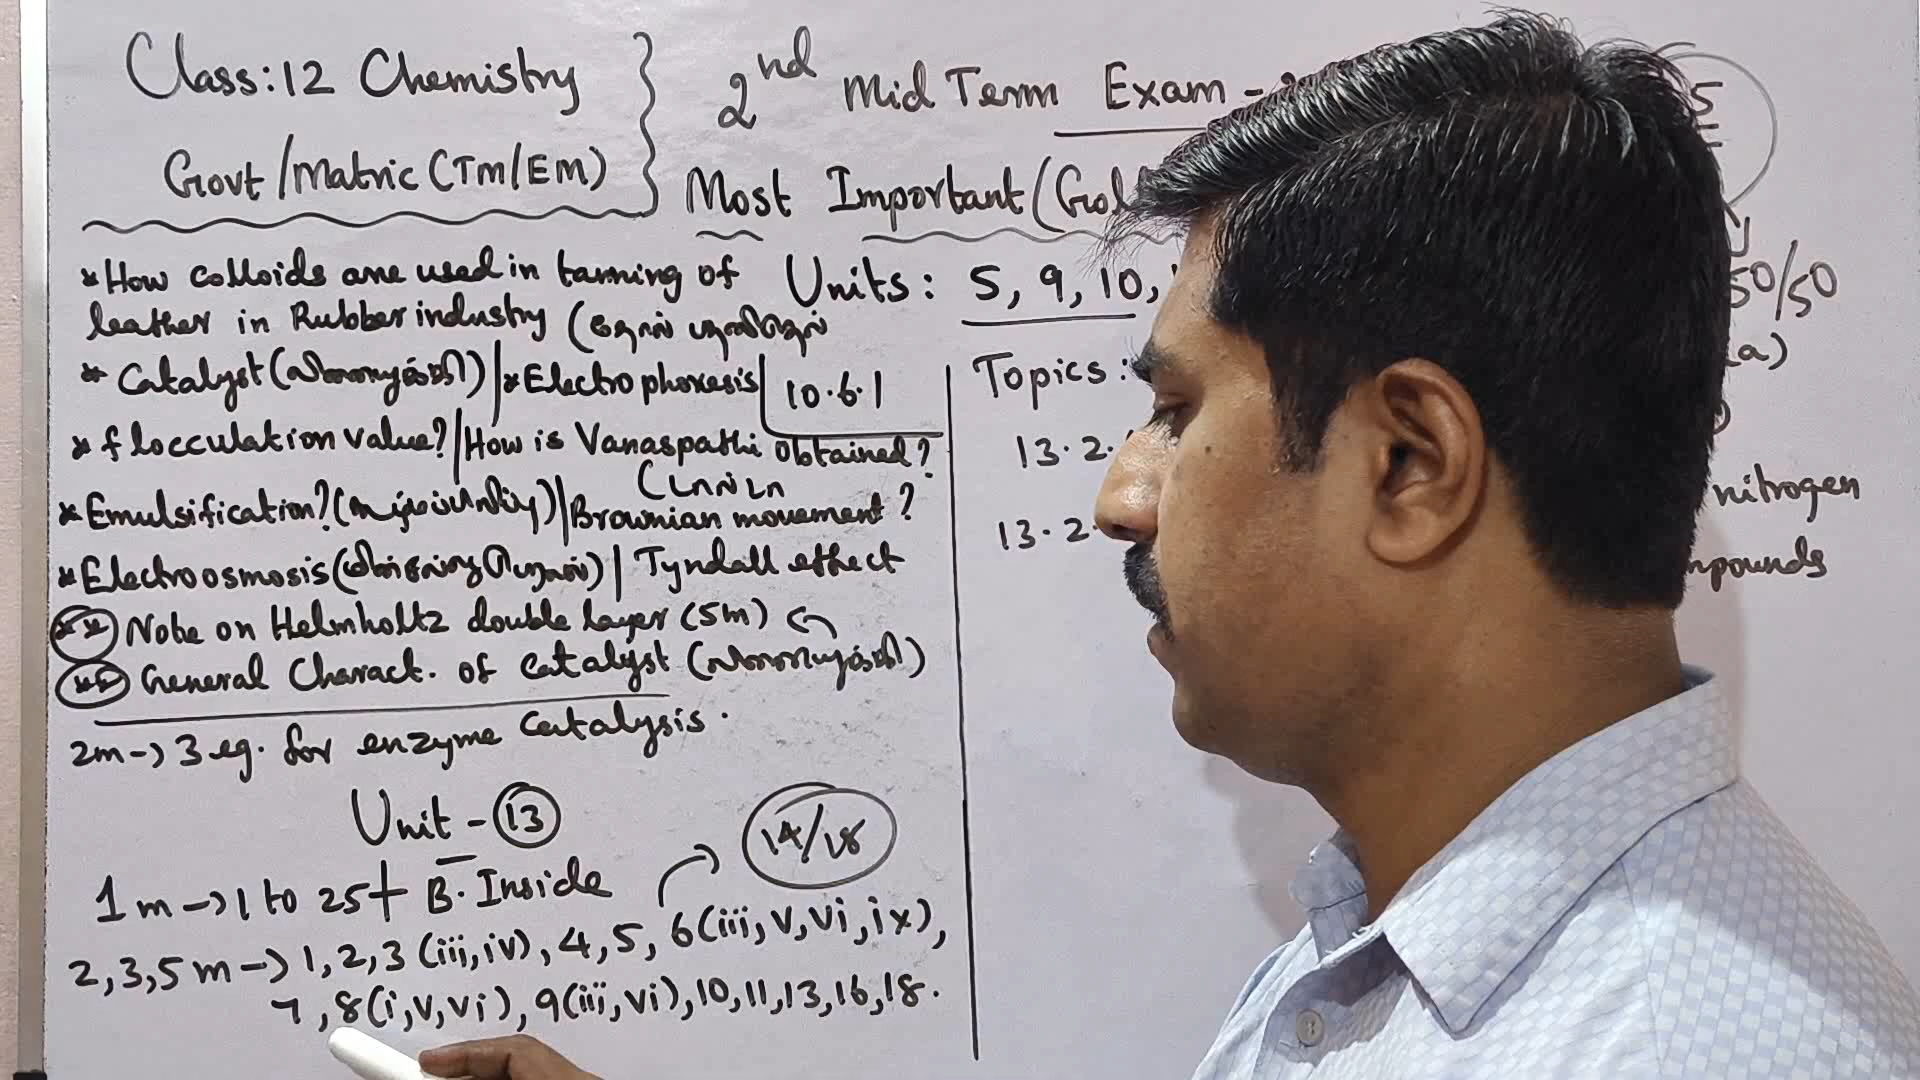 Class:12 Chemistry
Govt/Matric (TM/EM)
2nd Mid Term Exam -
Most Important (Gol
* How colloids are used in tanning of
leather in Rubber industry (தோல் பதனிடுதல்
* Catalyst (வினைவேகமாற்றி) | * Electrophoresis | 10.6.1
* flocculation value? | How is Vanaspathi obtained?
* Emulsification? (பால்மமாக்கல்) | Brownian movement?
* Electroosmosis ( ) | Tyndall effect
** Note on Helmholtz double layer (5m)
** General Charact. of Catalyst
2m → 3 eg. for enzyme catalysis.
Unit - 13
14/18
1 m → 1 to 25 + B. Inside
2, 3, 5 m → 1, 2, 3 (iii, iv), 4, 5, 6 (iii, v, vi, ix),
7, 8 (i, v, vi), 9 (iii, vi), 10, 11, 13, 16, 18.
Units: 5, 9, 10,
50/50
Topics:
a)
13.2.
nitrogen
13.2.
mpounds